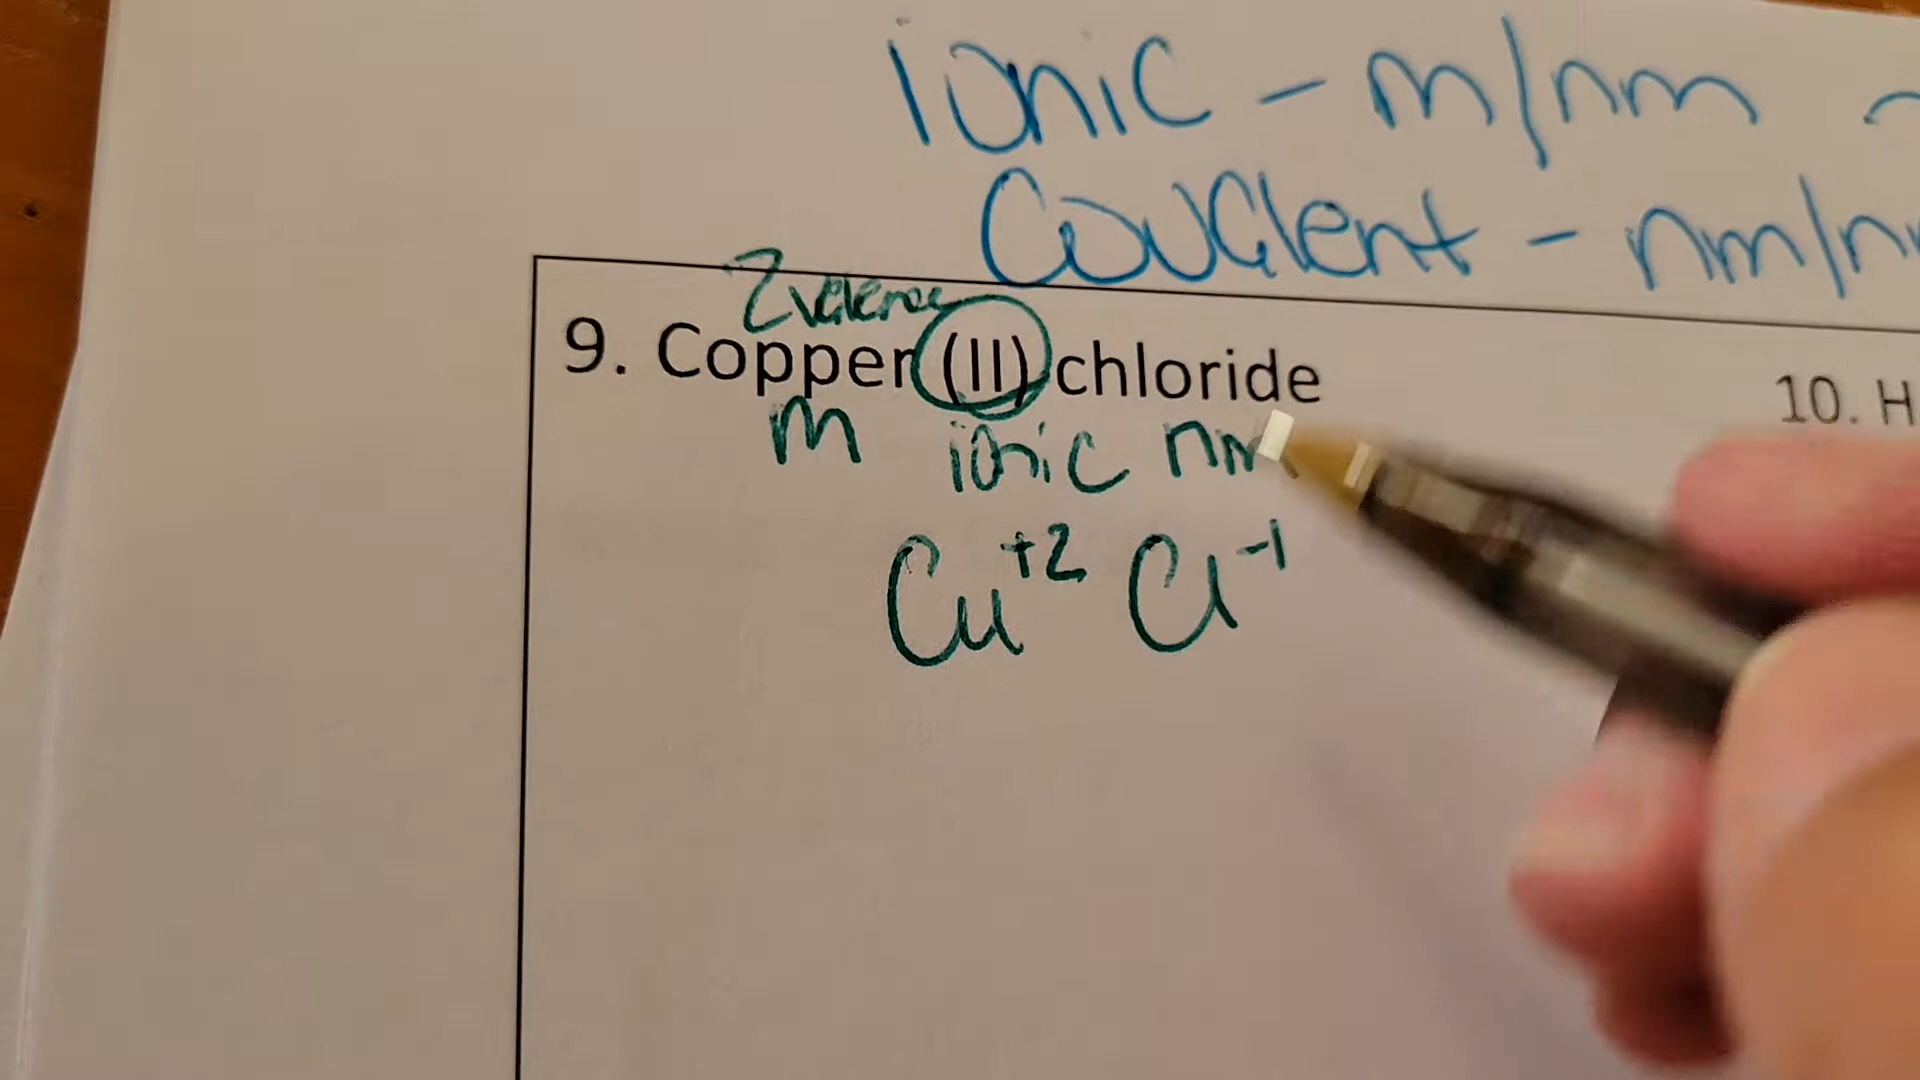 ionic - m/nm
Covalent - nm/n
2 valence
9. Copper (II) chloride
10. H
m ionic nm
Cu+2 Cl-1